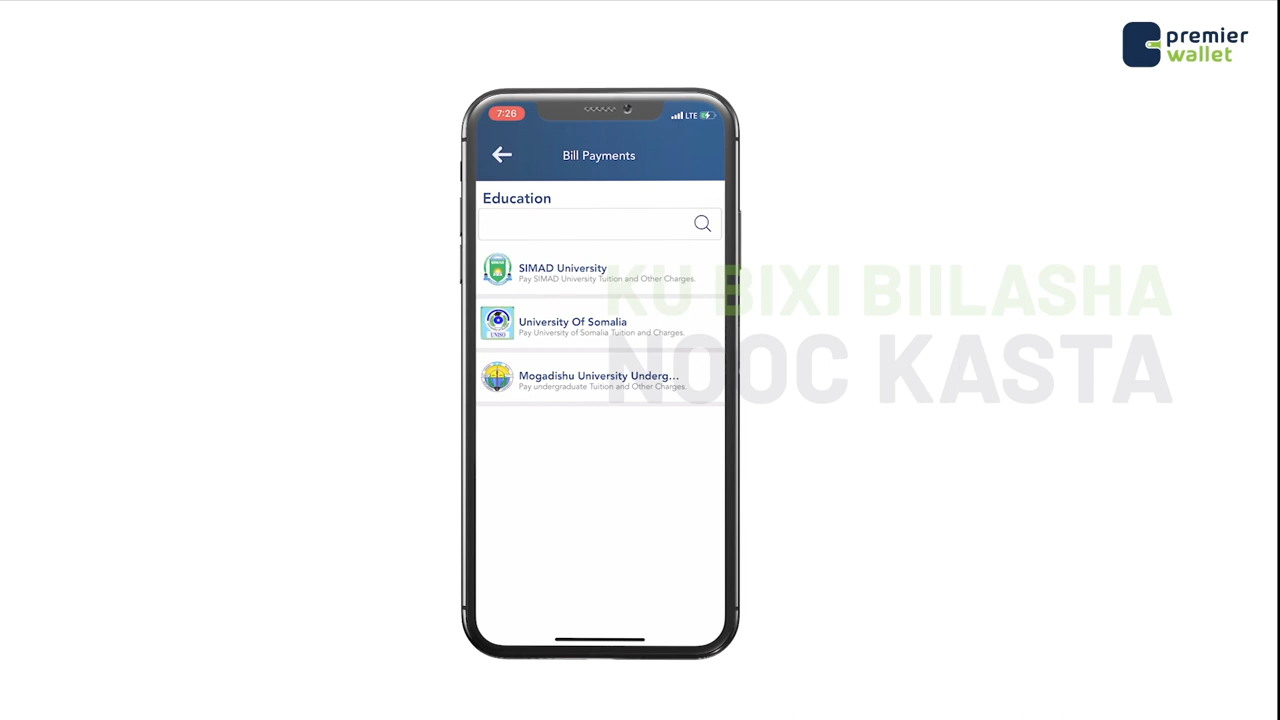 premier
wallet
7:26
LTE
Bill Payments
Education
SIMAD University
Pay SIMAD University Tuition and Other Charges.
University Of Somalia
Pay University of Somalia Tuition and Charges.
UNISO
Mogadishu University Underg...
Pay undergraduate Tuition and Other Charges.
KU BIXI BIILASHA
NOOC KASTA